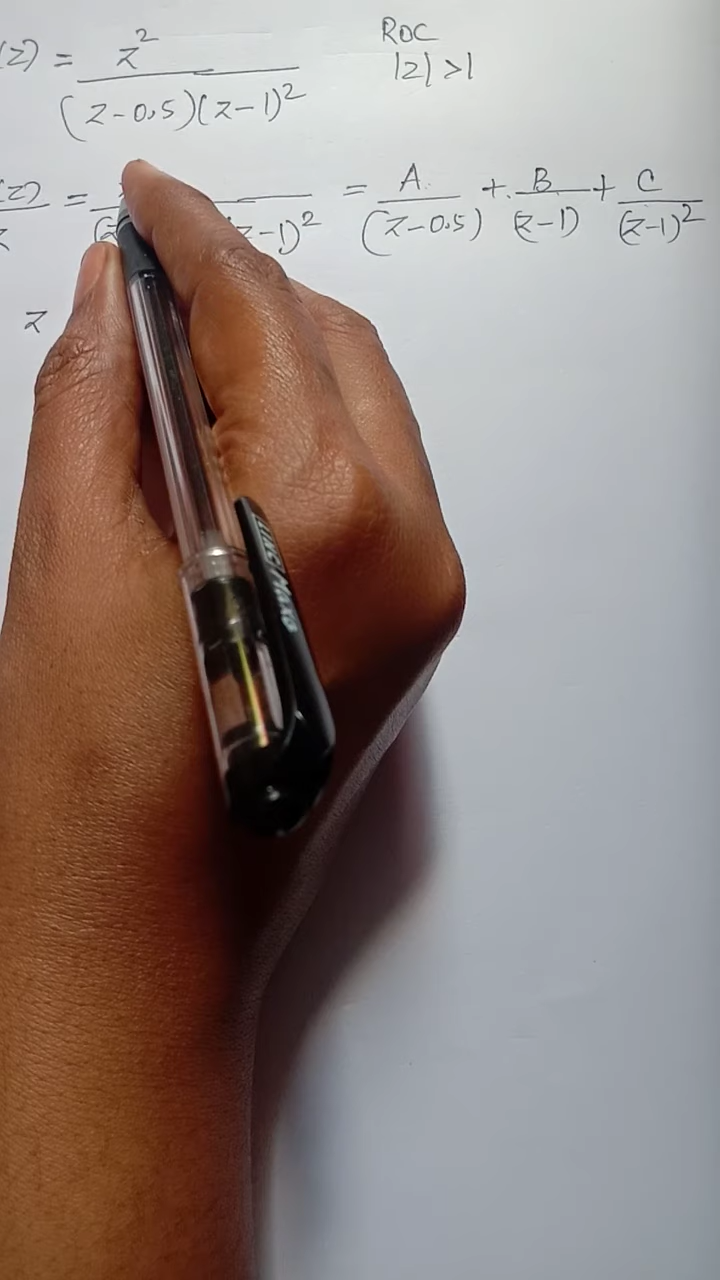 (z) = z² / (z-0.5)(z-1)² ROC |z| >1
(z) / z = (z-1)² = A / (z-0.5) + B / (z-1) + C / (z-1)²
z